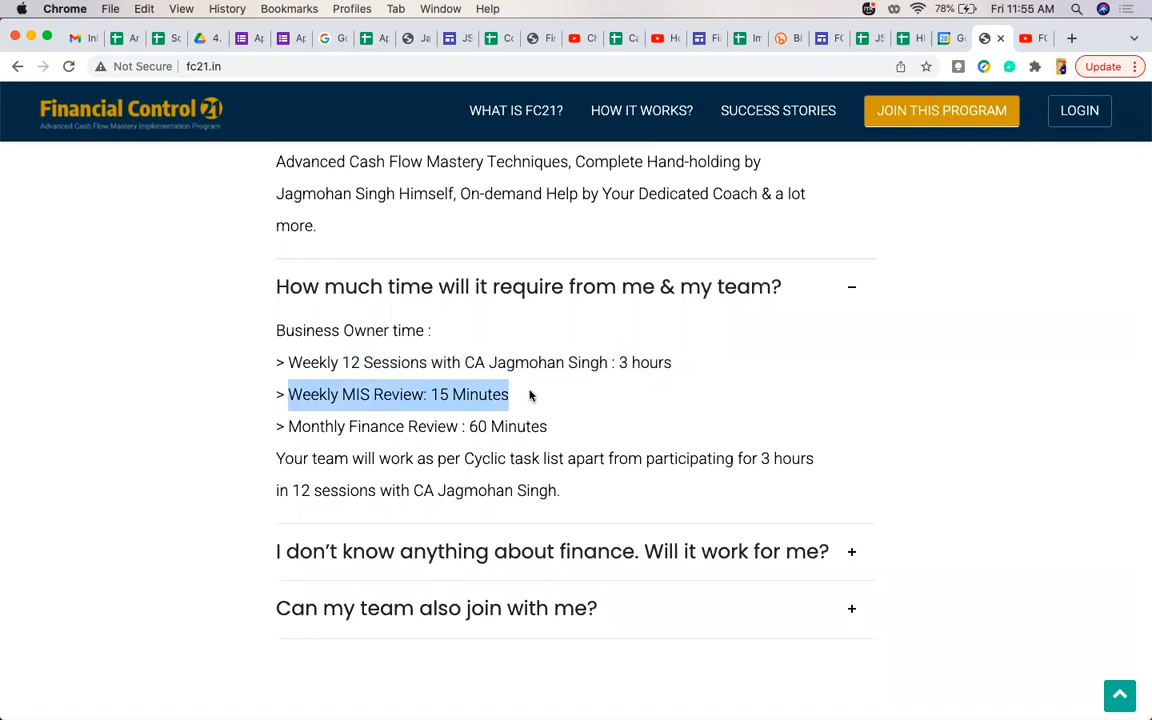 Chrome File Edit View History Bookmarks Profiles Tab Window Help 78% Fri 11:55 AM
Not Secure fc21.in Update
Financial Control 21
Advanced Cash Flow Mastery Implementation Program
WHAT IS FC21? HOW IT WORKS? SUCCESS STORIES JOIN THIS PROGRAM LOGIN
Advanced Cash Flow Mastery Techniques, Complete Hand-holding by
Jagmohan Singh Himself, On-demand Help by Your Dedicated Coach & a lot
more.
How much time will it require from me & my team? −
Business Owner time :
> Weekly 12 Sessions with CA Jagmohan Singh : 3 hours
> Weekly MIS Review: 15 Minutes
> Monthly Finance Review : 60 Minutes
Your team will work as per Cyclic task list apart from participating for 3 hours
in 12 sessions with CA Jagmohan Singh.
I don't know anything about finance. Will it work for me? +
Can my team also join with me? +